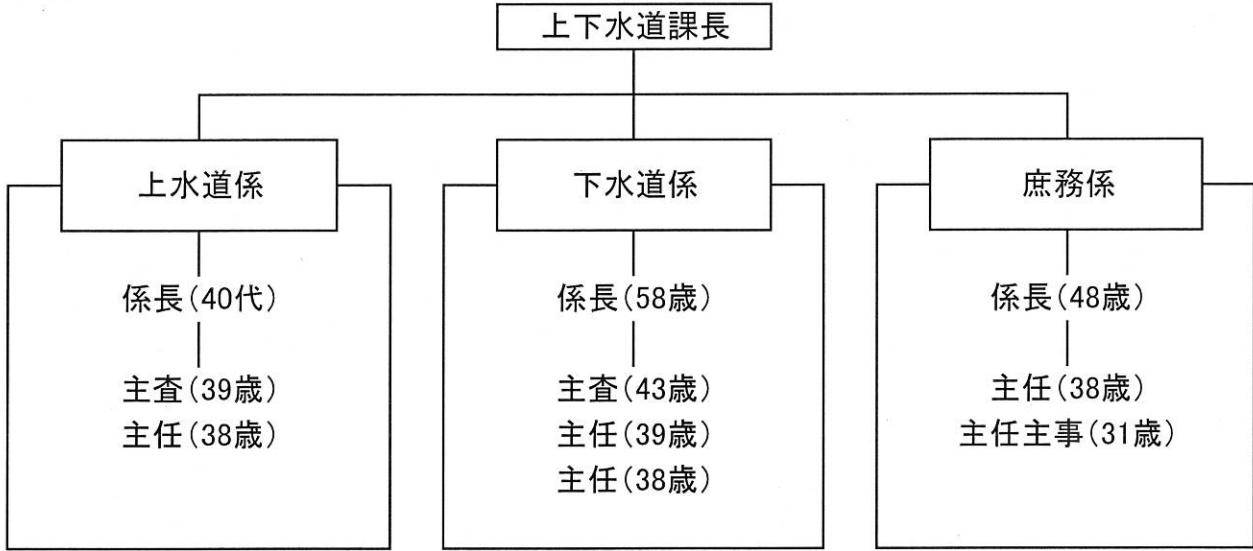 上下水道課長
上水道係
係長(40代)
主査(39歳)
主任(38歳)
下水道係
係長(58歳)
主査(43歳)
主任(39歳)
主任(38歳)
庶務係
係長(48歳)
主任(38歳)
主任主事(31歳)